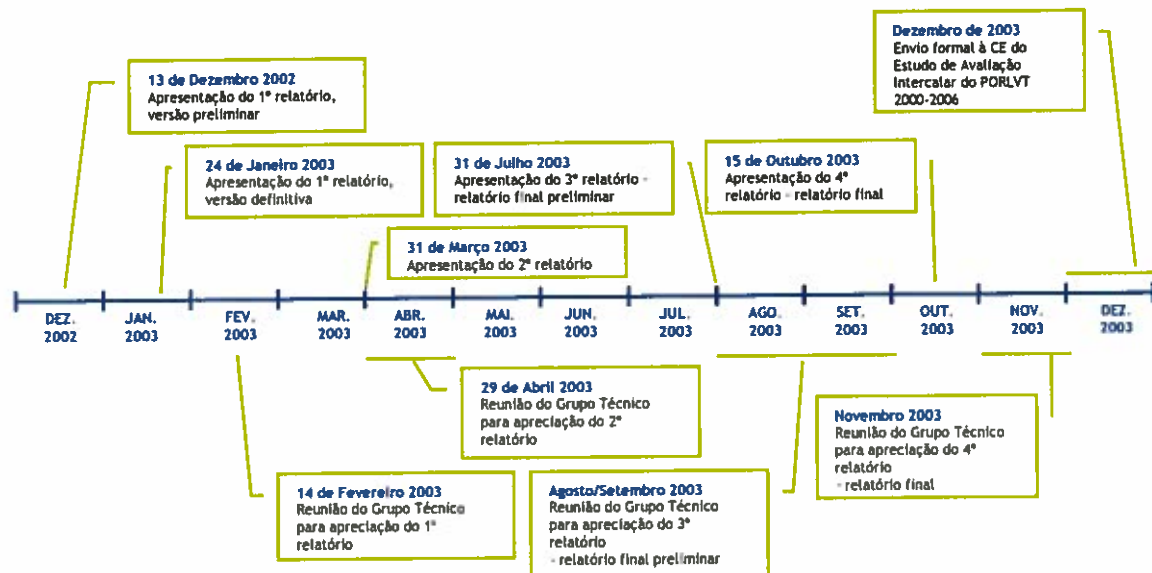 Dezembro de 2003
Envio formal à CE do
Estudo de Avaliação
Intercalar do PORLVT
2000-2006
13 de Dezembro 2002
Apresentação do 1º relatório,
versão preliminar
24 de Janeiro 2003
Apresentação do 1º relatório,
versão definitiva
31 de Julho 2003
Apresentação do 3º relatório -
relatório final preliminar
15 de Outubro 2003
Apresentação do 4º
relatório - relatório final
31 de Março 2003
Apresentação do 2º relatório
DEZ.
2002
JAN.
2003
FEV.
2003
MAR.
2003
ABR.
2003
MAI.
2003
JUN.
2003
JUL.
2003
AGO.
2003
SET.
2003
OUT.
2003
NOV.
2003
DEZ.
2003
29 de Abril 2003
Reunião do Grupo Técnico
para apreciação do 2º
relatório
Novembro 2003
Reunião do Grupo Técnico
para apreciação do 4º
relatório
- relatório final
14 de Fevereiro 2003
Reunião do Grupo Técnico
para apreciação do 1º
relatório
Agosto/Setembro 2003
Reunião do Grupo Técnico
para apreciação do 3º
relatório
- relatório final preliminar